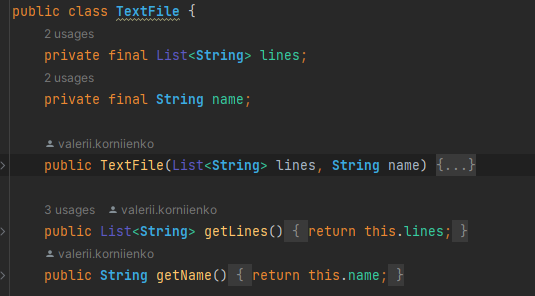 public class TextFile {
2 usages
private final List<String> lines;
2 usages
private final String name;
valerii.korniienko
public TextFile(List<String> lines, String name) {...}
3 usages valerii.korniienko
public List<String> getLines() { return this.lines; }
valerii.korniienko
public String getName() { return this.name; }